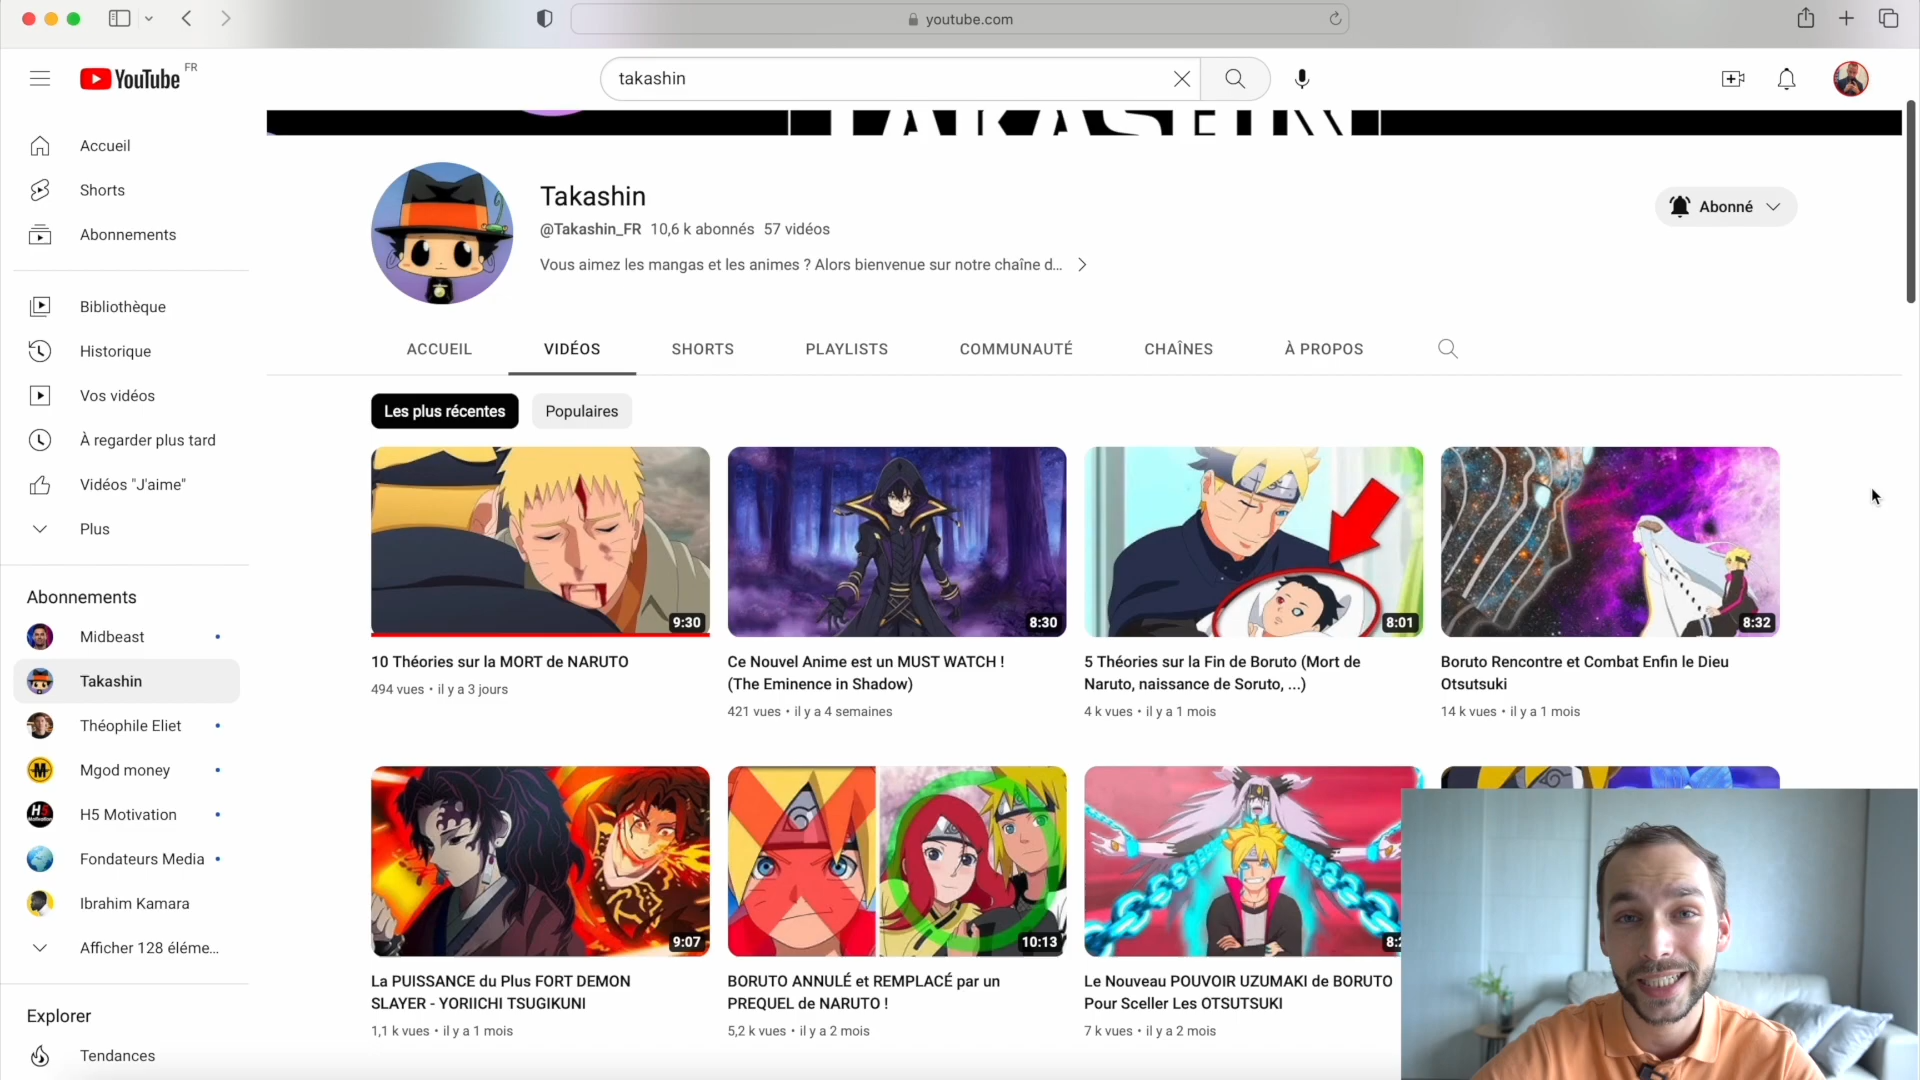 youtube.com
YouTube FR
takashin
TAKASHIN
Accueil
Shorts
Abonnements
Bibliothèque
Historique
Vos vidéos
À regarder plus tard
Vidéos "J'aime"
Plus
Abonnements
Midbeast
Takashin
Théophile Eliet
Mgod money
H5 Motivation
Fondateurs Media
Ibrahim Kamara
Afficher 128 éléme...
Explorer
Tendances
Takashin
@Takashin_FR 10,6 k abonnés 57 vidéos
Vous aimez les mangas et les animes ? Alors bienvenue sur notre chaîne d...
Abonné
ACCUEIL VIDÉOS SHORTS PLAYLISTS COMMUNAUTÉ CHAÎNES À PROPOS
Les plus récentes Populaires
9:30
10 Théories sur la MORT de NARUTO
494 vues • il y a 3 jours
8:30
Ce Nouvel Anime est un MUST WATCH !
(The Eminence in Shadow)
421 vues • il y a 4 semaines
8:01
5 Théories sur la Fin de Boruto (Mort de
Naruto, naissance de Soruto, ...)
4 k vues • il y a 1 mois
8:32
Boruto Rencontre et Combat Enfin le Dieu
Otsutsuki
14 k vues • il y a 1 mois
9:07
La PUISSANCE du Plus FORT DEMON
SLAYER - YORIICHI TSUGIKUNI
1,1 k vues • il y a 1 mois
10:13
BORUTO ANNULÉ et REMPLACÉ par un
PREQUEL de NARUTO !
5,2 k vues • il y a 2 mois
Le Nouveau POUVOIR UZUMAKI de BORUTO
Pour Sceller Les OTSUTSUKI
7 k vues • il y a 2 mois